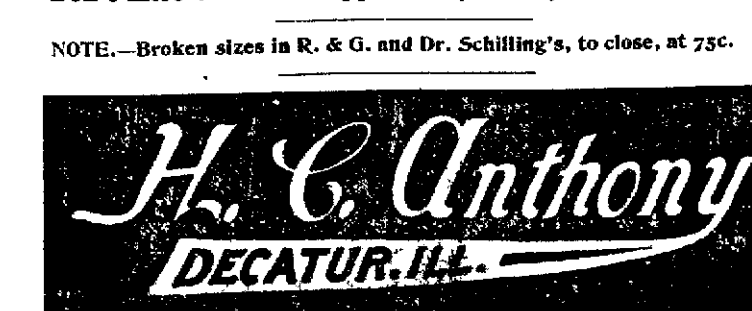 NOTE.—Broken sizes in R. & G. and Dr. Schilling's, to close, at 75c.
H. C. Anthony
DECATUR. ILL.